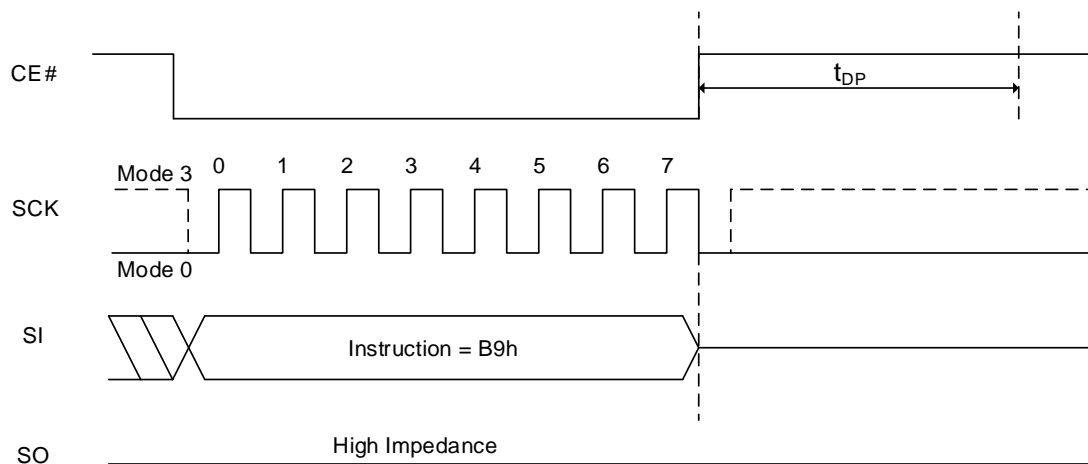 CE#
tDP
Mode 3
0 1 2 3 4 5 6 7
SCK
Mode 0
SI
Instruction = B9h
High Impedance
SO